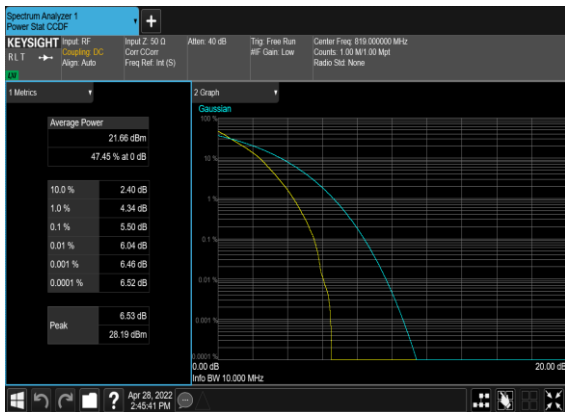 Spectrum Analyzer 1
Power Stat CCDF
+
KEYSIGHT
RLT
LXI
Input: RF
Coupling: DC
Align: Auto
Input Z: 50 Ω
Corr CCorr
Freq Ref: Int (S)
Atten: 40 dB
Trig: Free Run
#IF Gain: Low
Center Freq: 819.000000 MHz
Counts: 1.00 M/1.00 Mpt
Radio Std: None
1 Metrics
Average Power
21.66 dBm
47.45 % at 0 dB
10.0 % 2.40 dB
1.0 % 4.34 dB
0.1 % 5.50 dB
0.01 % 6.04 dB
0.001 % 6.46 dB
0.0001 % 6.52 dB
Peak
6.53 dB
28.19 dBm
2 Graph
Gaussian
100 %
10 %
1 %
0.1 %
0.01 %
0.001 %
0.0001 %
0.00 dB
20.00 dB
Info BW 10.000 MHz
?
Apr 28, 2022
2:45:41 PM